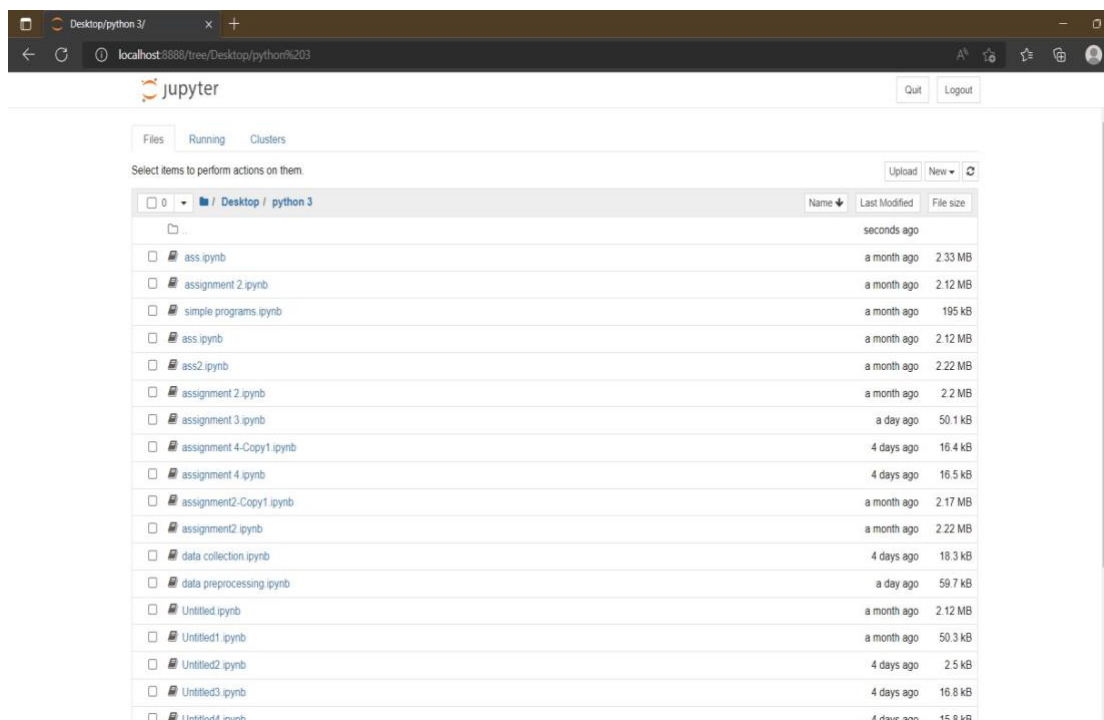 Desktop/python 3/
localhost:8888/tree/Desktop/python%203
jupyter
Quit Logout
Files Running Clusters
Select items to perform actions on them.
Upload New
0 / Desktop / python 3 Name Last Modified File size
.. seconds ago
ass.ipynb a month ago 2.33 MB
assignment 2.ipynb a month ago 2.12 MB
simple programs.ipynb a month ago 195 kB
ass.ipynb a month ago 2.12 MB
ass2.ipynb a month ago 2.22 MB
assignment 2.ipynb a month ago 2.2 MB
assignment 3.ipynb a day ago 50.1 kB
assignment 4-Copy1.ipynb 4 days ago 16.4 kB
assignment 4.ipynb 4 days ago 16.5 kB
assignment2-Copy1.ipynb a month ago 2.17 MB
assignment2.ipynb a month ago 2.22 MB
data collection.ipynb 4 days ago 18.3 kB
data preprocessing.ipynb a day ago 59.7 kB
Untitled.ipynb a month ago 2.12 MB
Untitled1.ipynb a month ago 50.3 kB
Untitled2.ipynb 4 days ago 2.5 kB
Untitled3.ipynb 4 days ago 16.8 kB
Untitled4.ipynb 4 days ago 15.8 kB